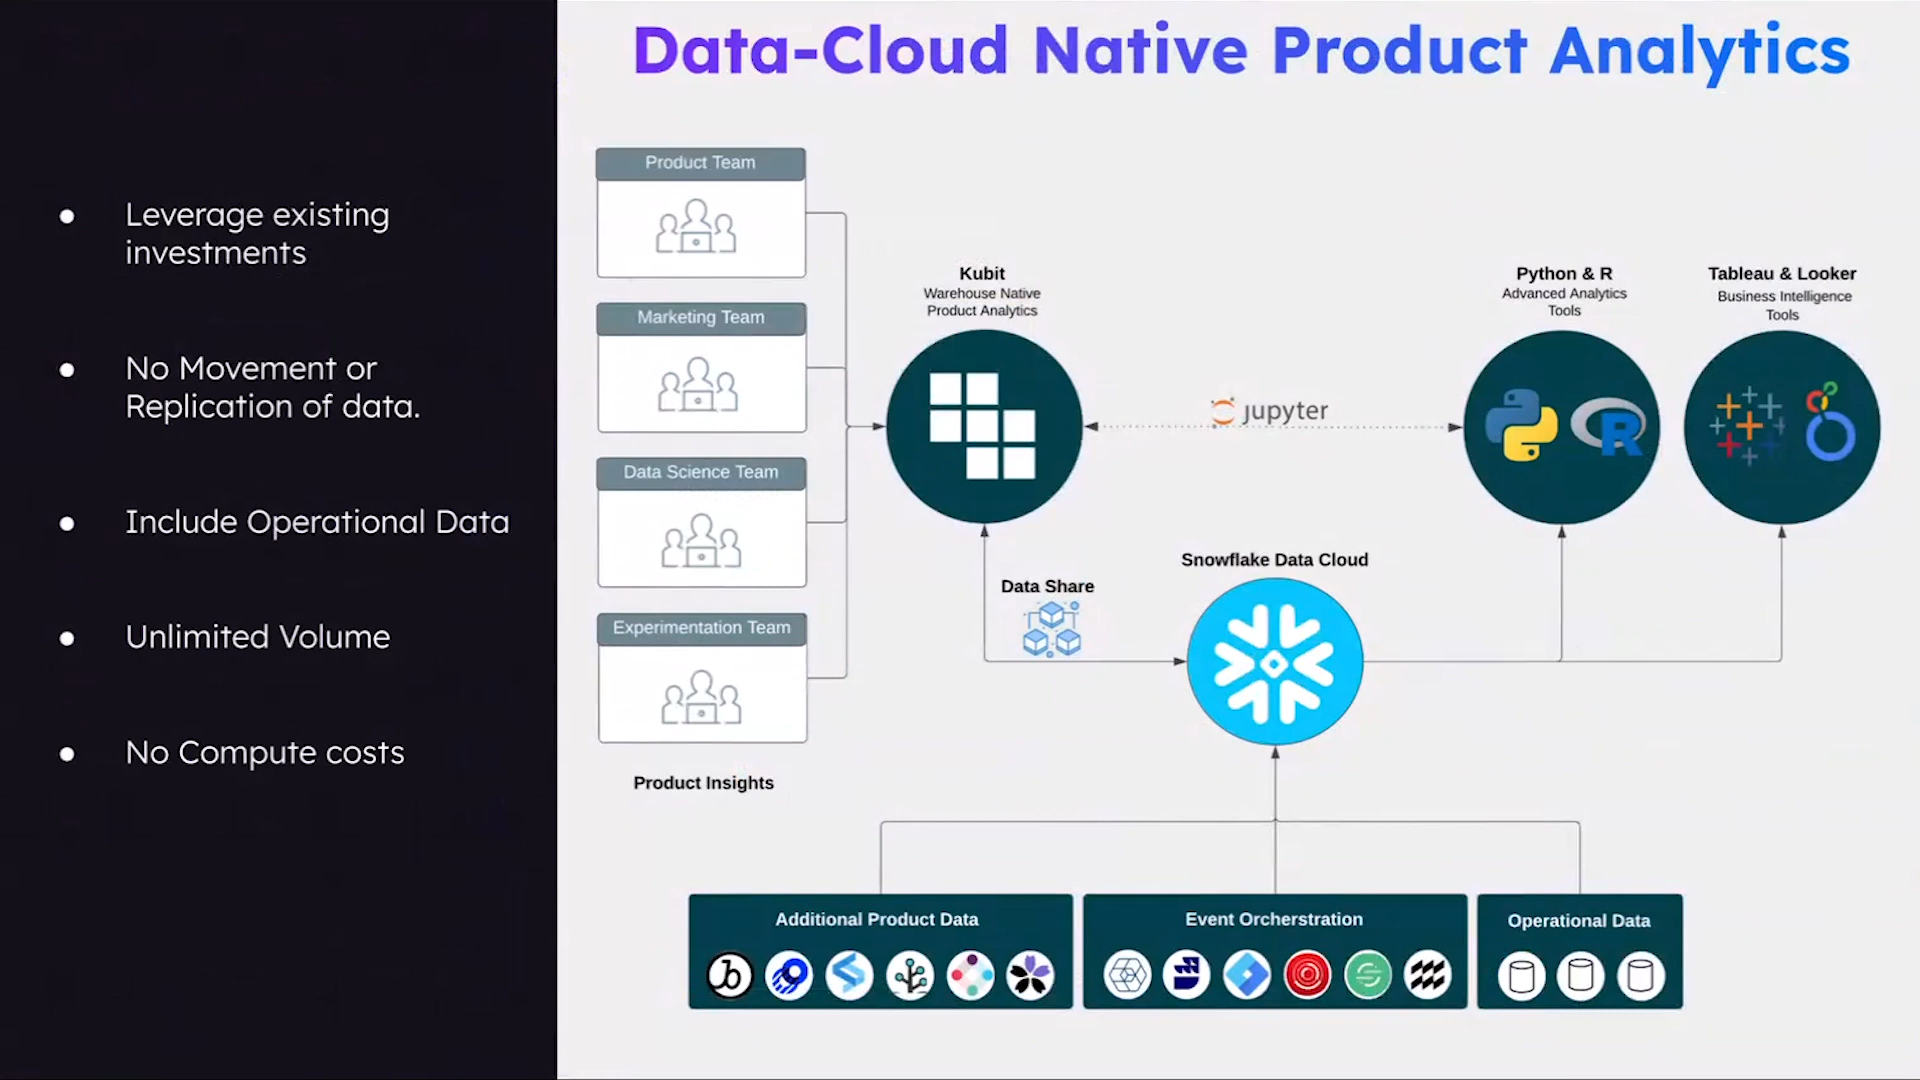 Data-Cloud Native Product Analytics
Leverage existing
investments
No Movement or
Replication of data.
Include Operational Data
Unlimited Volume
No Compute costs
Product Team
Marketing Team
Data Science Team
Experimentation Team
Product Insights
Kubit
Warehouse Native
Product Analytics
jupyter
Python & R
Advanced Analytics
Tools
Tableau & Looker
Business Intelligence
Tools
Data Share
Snowflake Data Cloud
Additional Product Data
Event Orcherstration
Operational Data